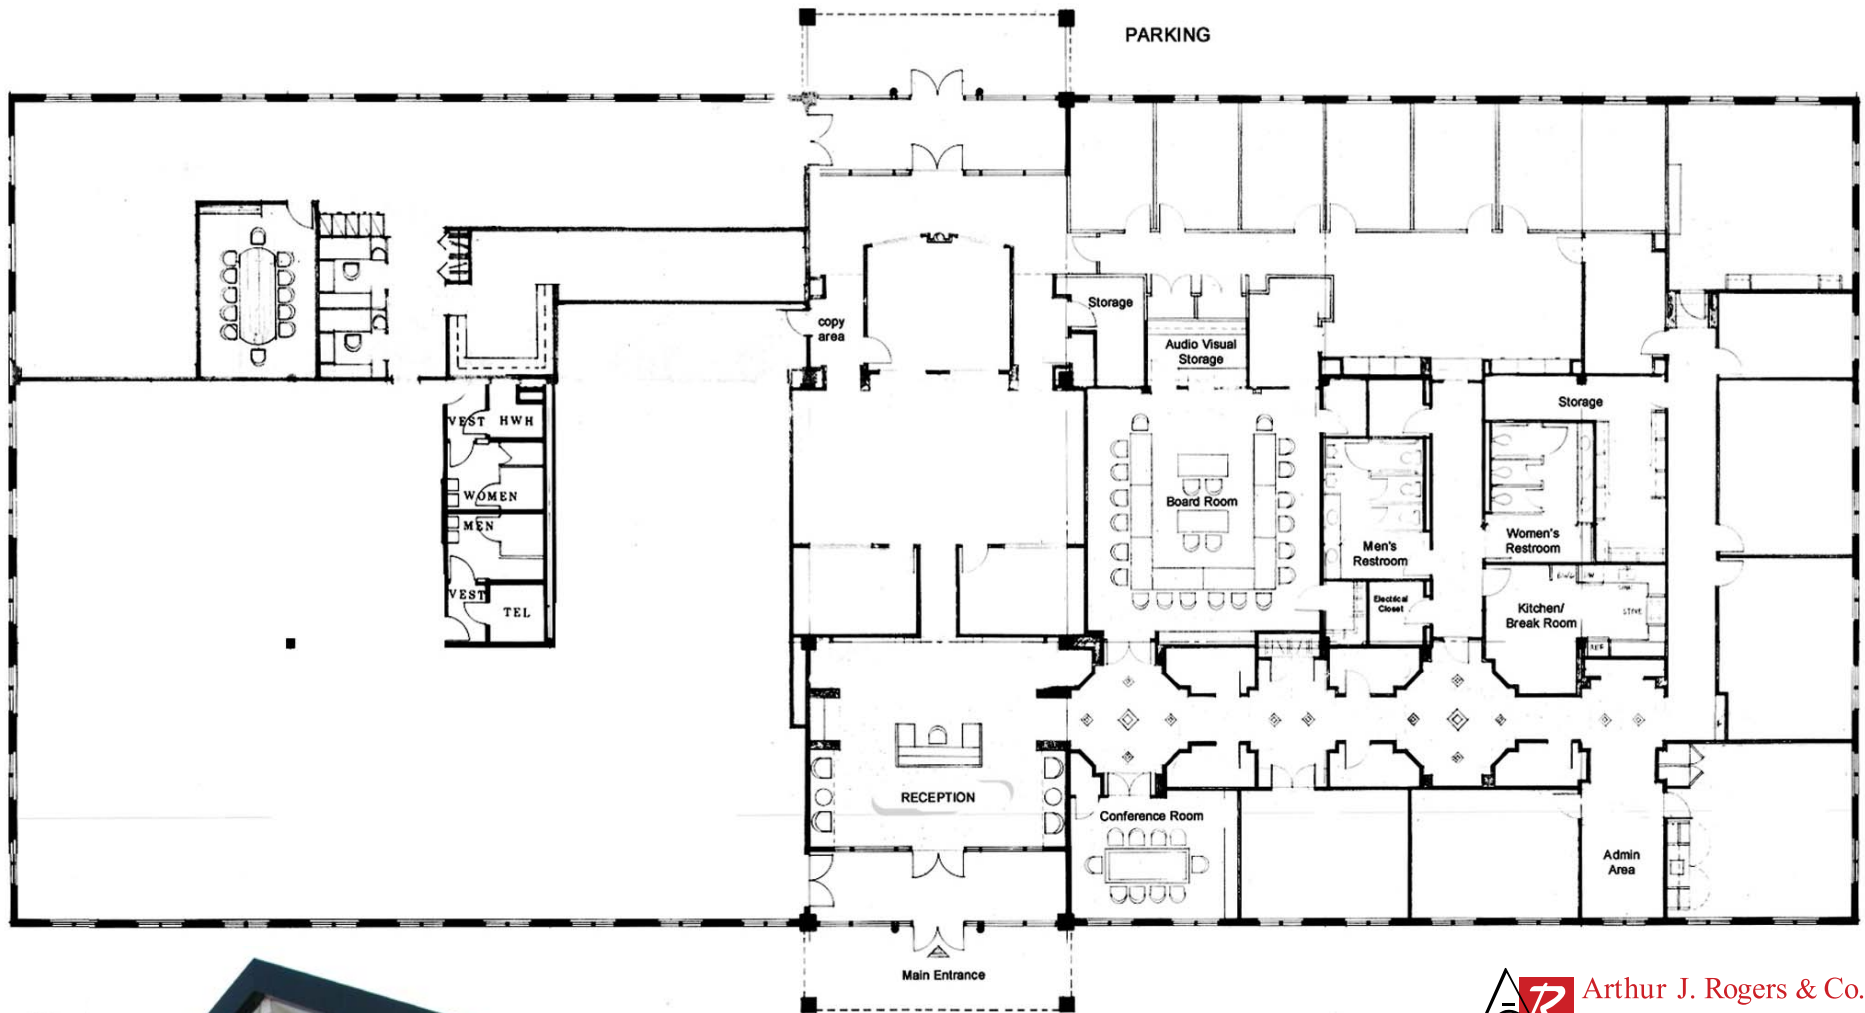 PARKING
Storage
copy
area
Audio Visual
Storage
Storage
VEST
HWH
WOMEN
MEN
VEST
TEL
Board Room
Men's
Restroom
Women's
Restroom
Electrical
Closet
Kitchen/
Break Room
REF
RECEPTION
Conference Room
Admin
Area
Main Entrance
Arthur J. Rogers & Co.